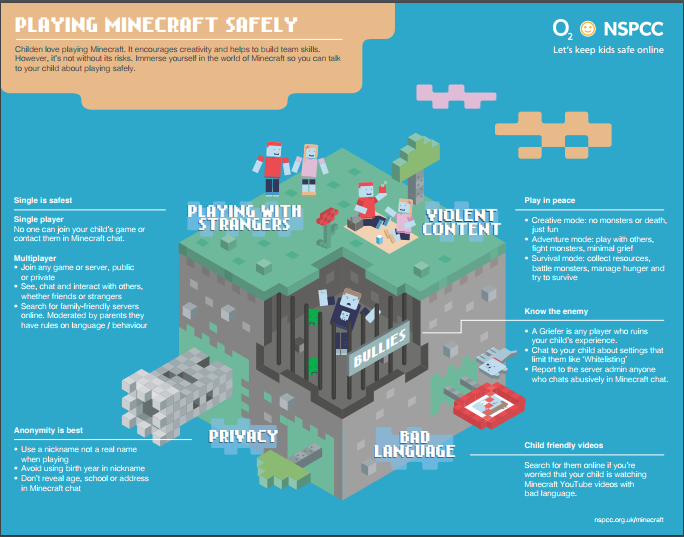 PLAYING MINECRAFT SAFELY
Childen love playing Minecraft. It encourages creativity and helps to build team skills.
However, it's not without its risks. Immerse yourself in the world of Minecraft so you can talk
to your child about playing safely.
O2 NSPCC
Let's keep kids safe online
Single is safest
Single player
No one can join your child's game or
contact them in Minecraft chat.
Multiplayer
• Join any game or server, public
or private
• See, chat and interact with others,
whether friends or strangers
• Search for family-friendly servers
online. Moderated by parents they
have rules on language / behaviour
PLAYING WITH
STRANGERS
VIOLENT
CONTENT
Play in peace
• Creative mode: no monsters or death,
just fun
• Adventure mode: play with others,
fight monsters, minimal grief
• Survival mode: collect resources,
battle monsters, manage hunger and
try to survive
BULLIES
Know the enemy
• A Griefer is any player who ruins
your child's experience.
• Chat to your child about settings that
limit them like 'Whitelisting'
• Report to the server admin anyone
who chats abusively in Minecraft chat.
Anonymity is best
• Use a nickname not a real name
when playing
• Avoid using birth year in nickname
• Don't reveal age, school or address
in Minecraft chat
PRIVACY
BAD
LANGUAGE
Child friendly videos
Search for them online if you're
worried that your child is watching
Minecraft YouTube videos with
bad language.
nspcc.org.uk/minecraft